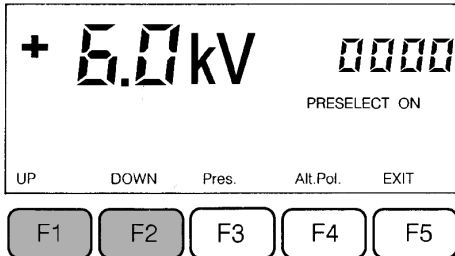 + 6.0 kV 0000
PRESELECT ON
UP DOWN Pres. Alt.Pol. EXIT
F1 F2 F3 F4 F5